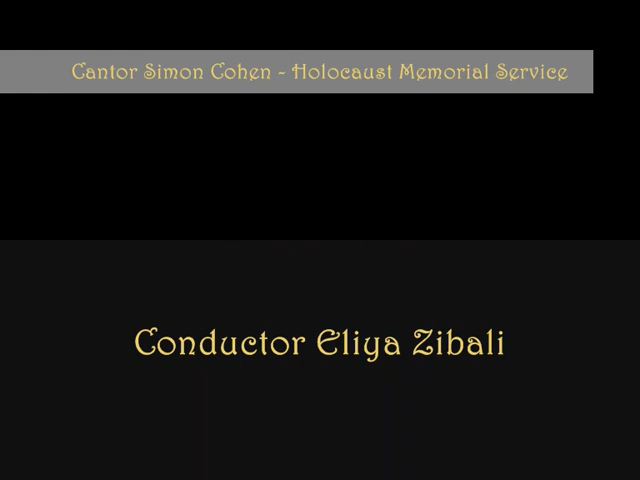 Cantor Simon Cohen - Holocaust Memorial Service
Conductor Eliya Zibali